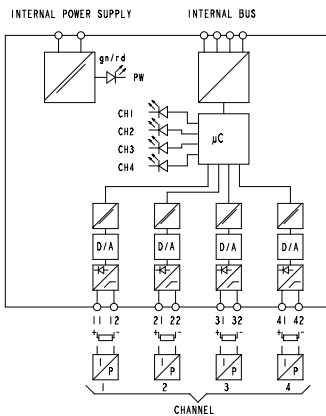 INTERNAL POWER SUPPLY INTERNAL BUS
gn/rd
PW
CH1
CH2
CH3
CH4
µC
D/A D/A D/A D/A
11 12 21 22 31 32 41 42
+ - + - + - + -
I P I P I P I P
1 2 3 4
CHANNEL